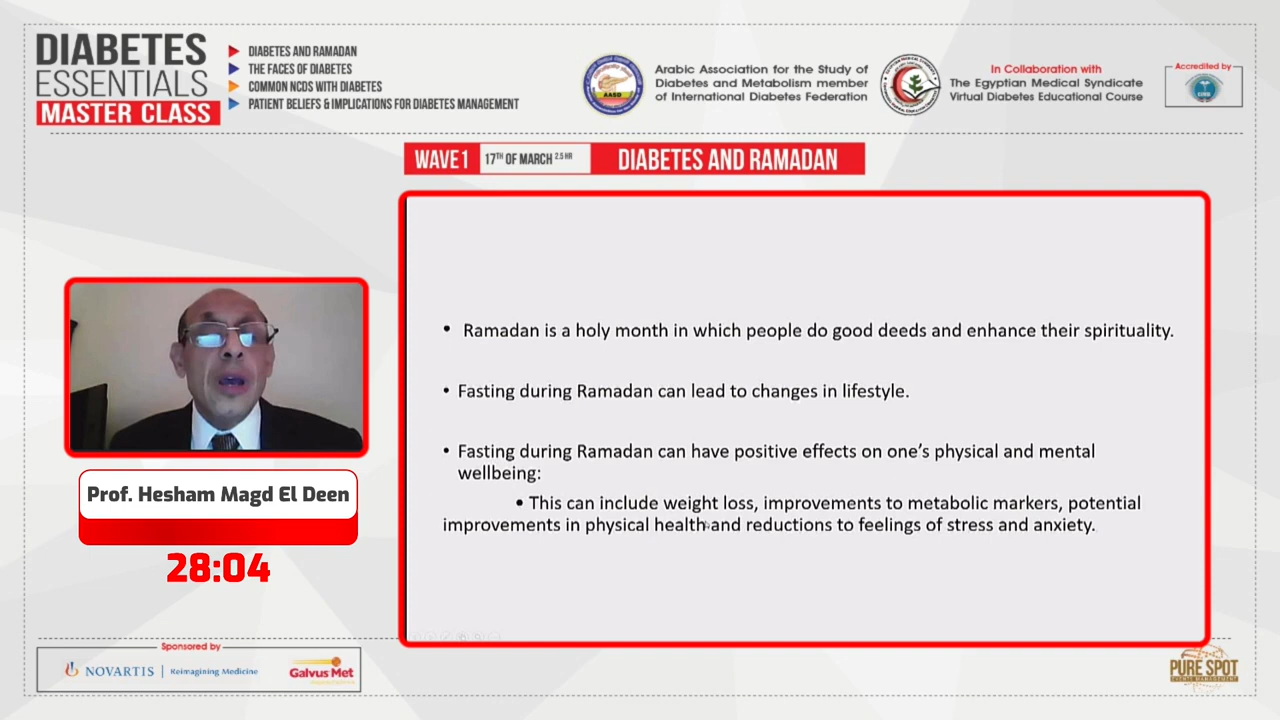 DIABETES
ESSENTIALS
MASTER CLASS
DIABETES AND RAMADAN
THE FACES OF DIABETES
COMMON NCDS WITH DIABETES
PATIENT BELIEFS & IMPLICATIONS FOR DIABETES MANAGEMENT
AASD
Arabic Association for the Study of
Diabetes and Metabolism member
of International Diabetes Federation
In Collaboration with
The Egyptian Medical Syndicate
Virtual Diabetes Educational Course
Accredited by
WAVE1 17TH OF MARCH 2.5 HR DIABETES AND RAMADAN
• Ramadan is a holy month in which people do good deeds and enhance their spirituality.
• Fasting during Ramadan can lead to changes in lifestyle.
• Fasting during Ramadan can have positive effects on one’s physical and mental
wellbeing:
• This can include weight loss, improvements to metabolic markers, potential
improvements in physical health and reductions to feelings of stress and anxiety.
Prof. Hesham Magd El Deen
28:04
Sponsored by
NOVARTIS | Reimagining Medicine
Galvus Met
PURE SPOT
EVENTS MANAGEMENT